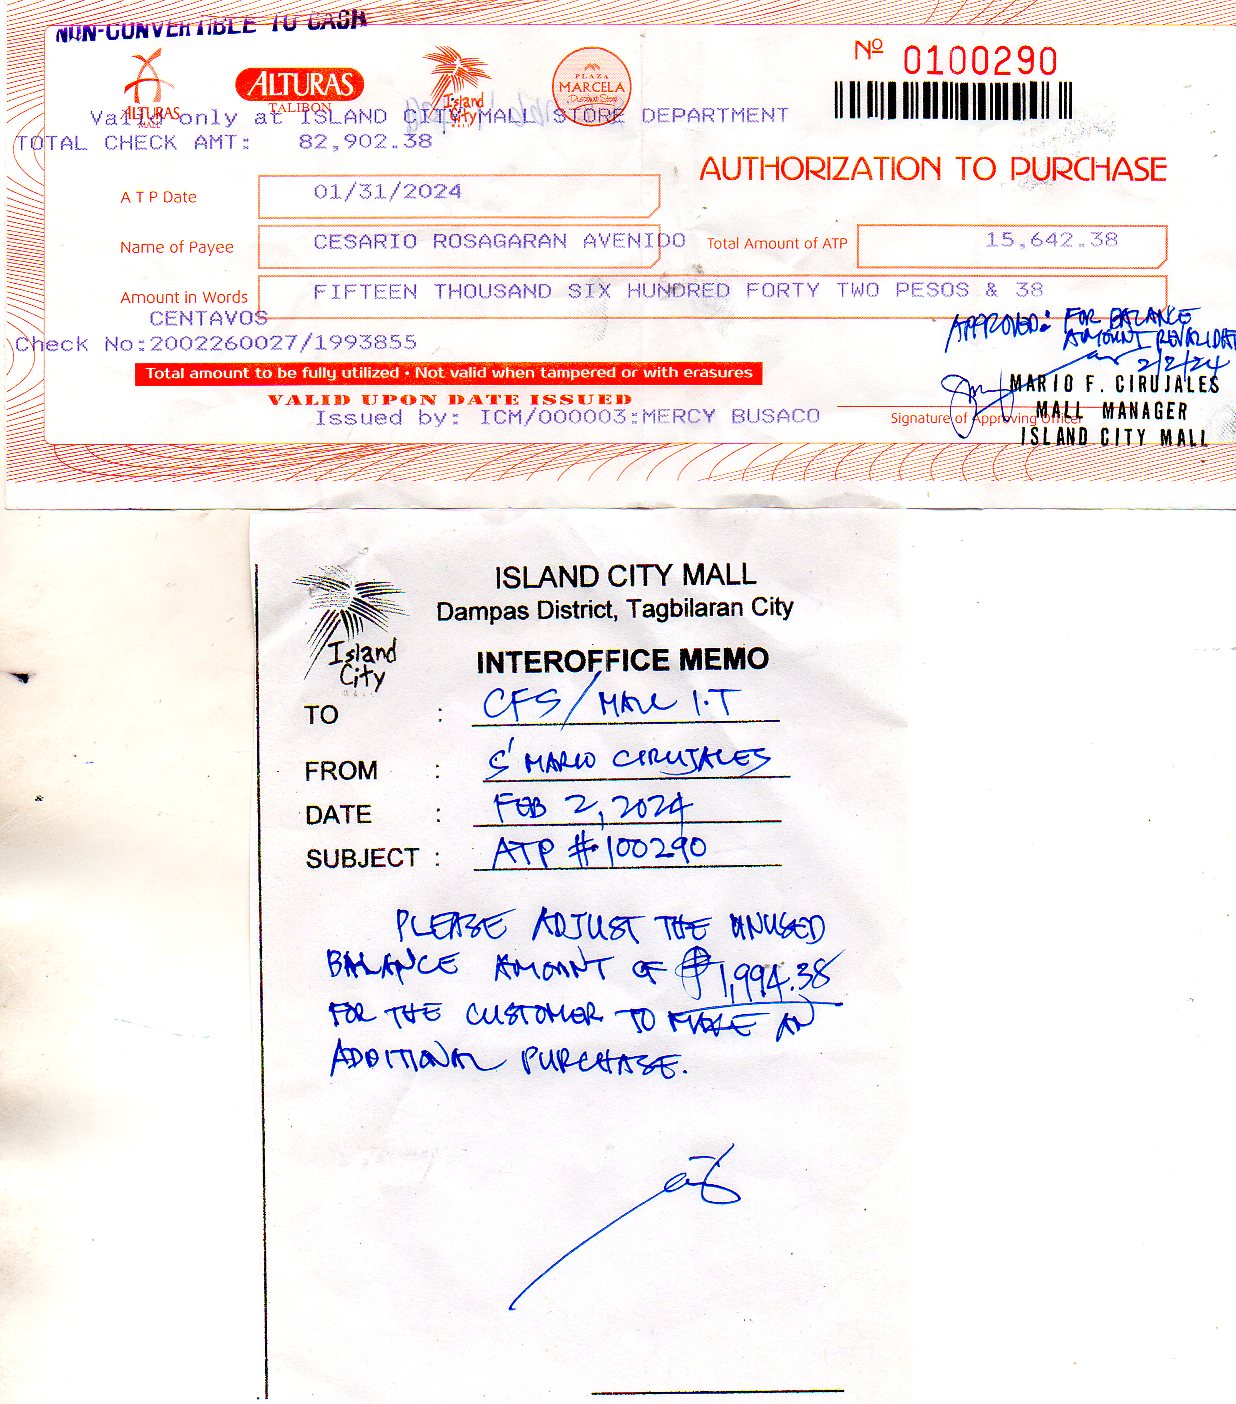 NON-CONVERTIBLE TO CASH
ALTURAS
MALL
ALTURAS
TALIBON
Island
City
MALL
PLAZA
MARCELA
Discount Store
Nº 0100290
Valid only at ISLAND CITY MALL STORE DEPARTMENT
TOTAL CHECK AMT: 82,902.38
AUTHORIZATION TO PURCHASE
A T P Date 01/31/2024
Name of Payee CESARIO ROSAGARAN AVENIDO Total Amount of ATP 15,642.38
Amount in Words FIFTEEN THOUSAND SIX HUNDRED FORTY TWO PESOS & 38
CENTAVOS
APPROVED: FOR BALANCE
AMOUNT REVALIDAT
Check No:2002260027/1993855
2/2/24
Total amount to be fully utilized • Not valid when tampered or with erasures
MARIO F. CIRUJALES
VALID UPON DATE ISSUED
MALL MANAGER
Issued by: ICM/000003:MERCY BUSACO
Signature of Approving Officer
ISLAND CITY MALL
Island
City
MALL
ISLAND CITY MALL
Dampas District, Tagbilaran City
INTEROFFICE MEMO
TO : CFS/MALL I.T
FROM : S' MARIO CIRUJALES
DATE : FEB 2, 2024
SUBJECT : ATP # 100290
PLEASE ADJUST THE UNUSED
BALANCE AMOUNT OF ₱1,994.38
FOR THE CUSTOMER TO MAKE AN
ADDITIONAL PURCHASE.